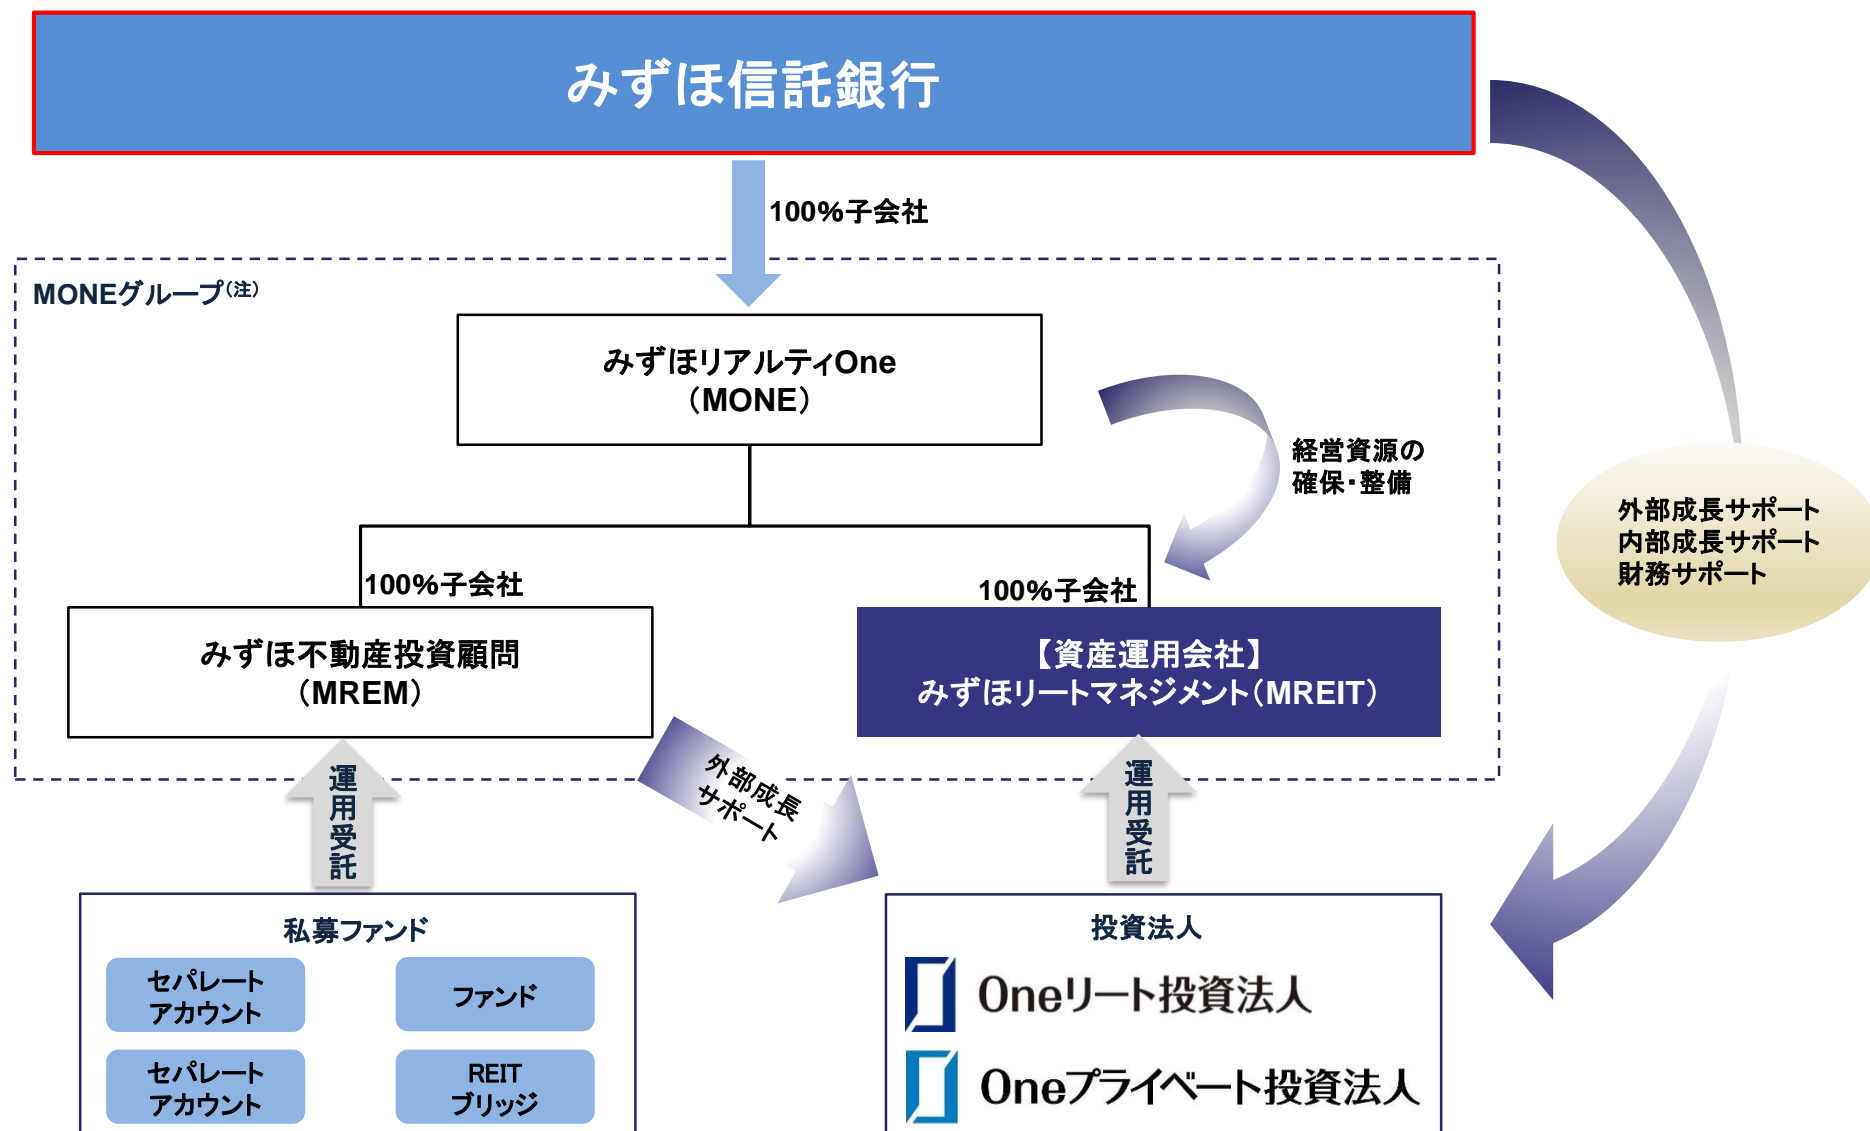 みずほ信託銀行
100%子会社
MONEグループ(注)
みずほリアルティOne
(MONE)
経営資源の
確保・整備
外部成長サポート
内部成長サポート
財務サポート
100%子会社
100%子会社
みずほ不動産投資顧問
(MREM)
【資産運用会社】
みずほリートマネジメント(MREIT)
外部成長
サポート
運用受託
運用受託
私募ファンド
セパレート
アカウント
ファンド
セパレート
アカウント
REIT
ブリッジ
投資法人
Oneリート投資法人
Oneプライベート投資法人